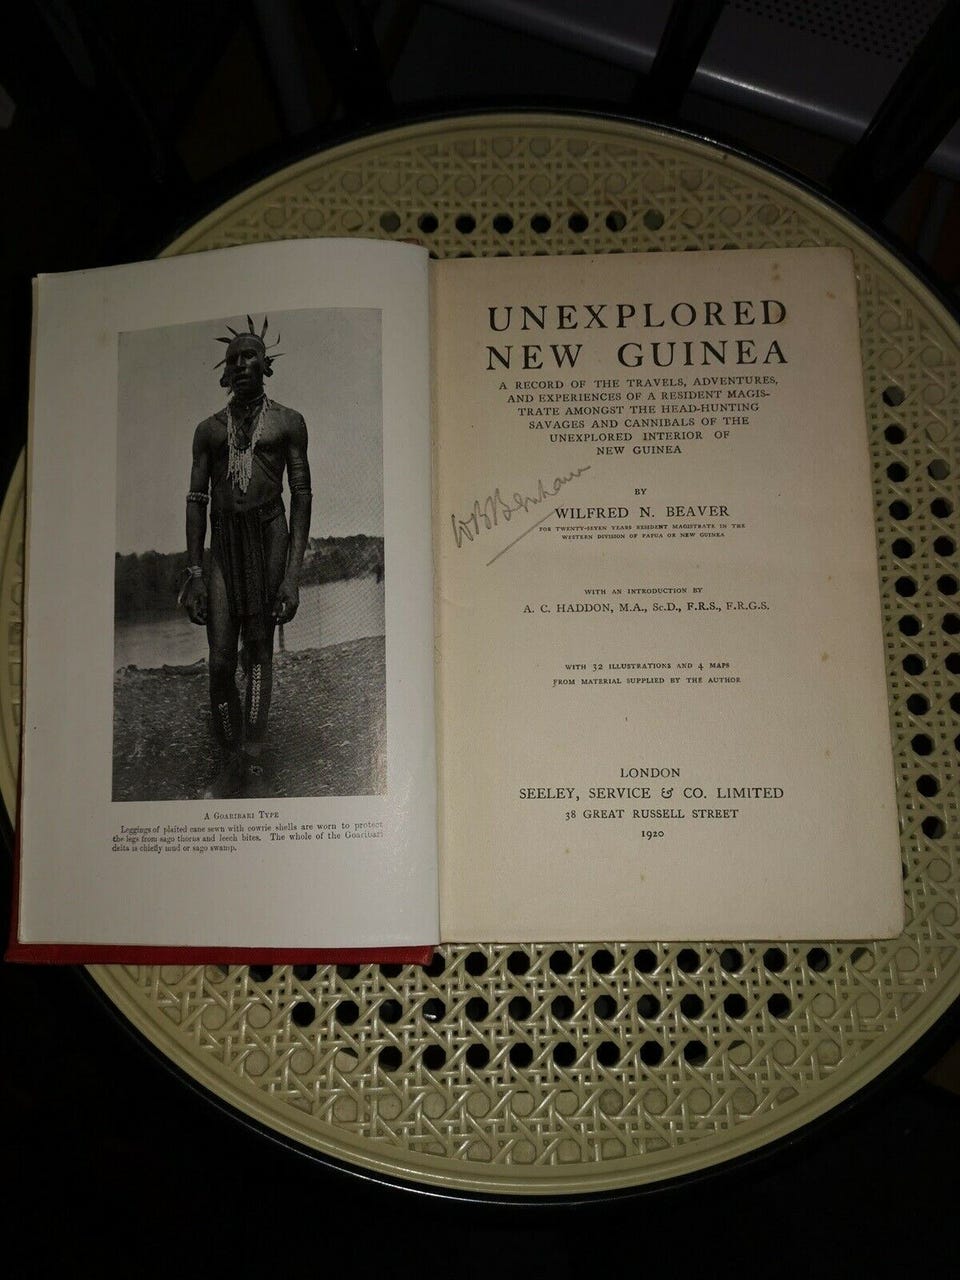 A GOARIBARI TYPE
Leggings of plaited cane sewn with cowrie shells are worn to protect
the legs from sago thorns and leech bites. The whole of the Goaribari
delta is chiefly mud or sago swamp.
UNEXPLORED
NEW GUINEA
A RECORD OF THE TRAVELS, ADVENTURES,
AND EXPERIENCES OF A RESIDENT MAGIS-
TRATE AMONGST THE HEAD-HUNTING
SAVAGES AND CANNIBALS OF THE
UNEXPLORED INTERIOR OF
NEW GUINEA
BY
W B Benham
WILFRED N. BEAVER
FOR TWENTY-SEVEN YEARS RESIDENT MAGISTRATE IN THE
WESTERN DIVISION OF PAPUA OR NEW GUINEA
WITH AN INTRODUCTION BY
A. C. HADDON, M.A., Sc.D., F.R.S., F.R.G.S.
WITH 32 ILLUSTRATIONS AND 4 MAPS
FROM MATERIAL SUPPLIED BY THE AUTHOR
LONDON
SEELEY, SERVICE & CO. LIMITED
38 GREAT RUSSELL STREET
1920